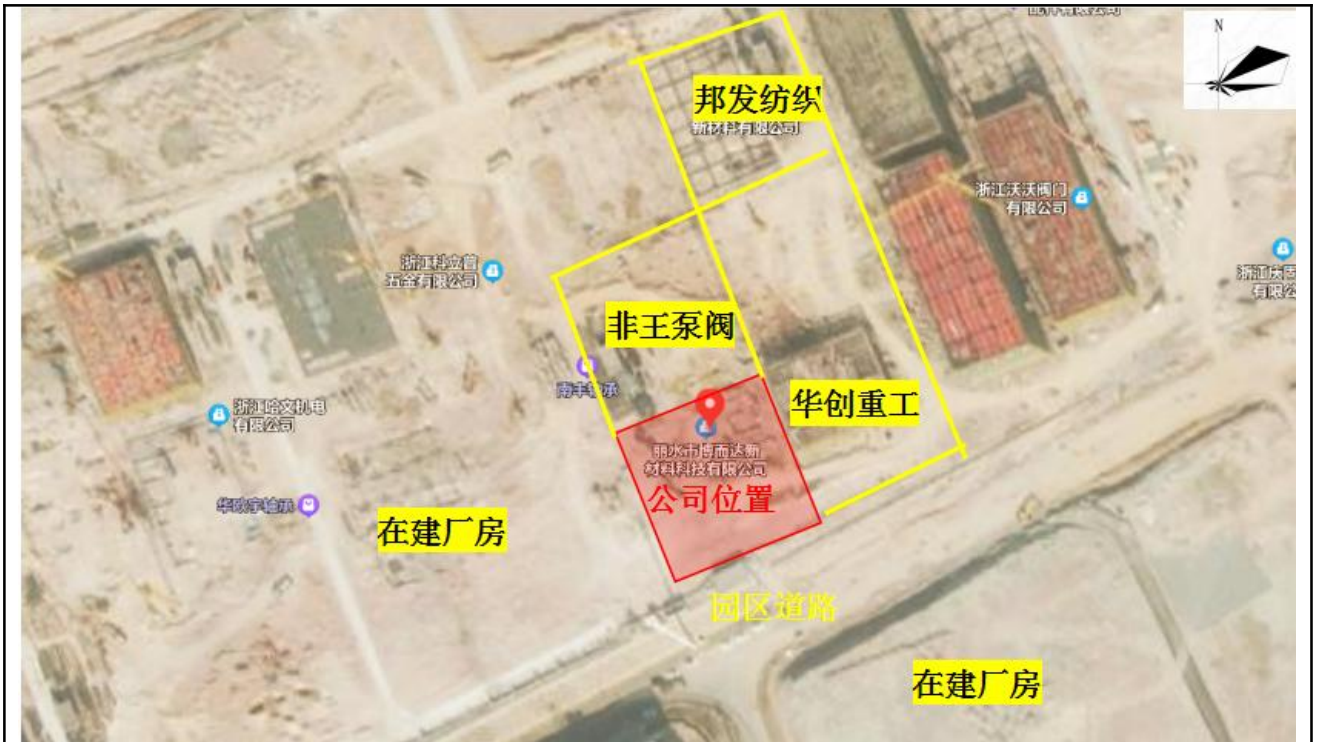 N
邦发纺织
新材料有限公司
浙江沃沃阀门
有限公司
浙江科立普
五金有限公司
非王泵阀
南丰轴承
华创重工
浙江哈文机电
有限公司
丽水市博而达新
材料科技有限公司
公司位置
华欧宇轴承
在建厂房
园区道路
在建厂房